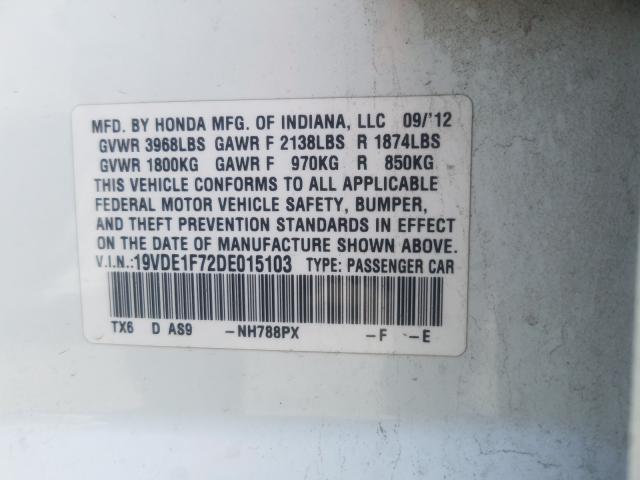 MFD. BY HONDA MFG. OF INDIANA, LLC 09/'12
GVWR 3968LBS GAWR F 2138LBS R 1874LBS
GVWR 1800KG GAWR F 970KG R 850KG
THIS VEHICLE CONFORMS TO ALL APPLICABLE
FEDERAL MOTOR VEHICLE SAFETY, BUMPER,
AND THEFT PREVENTION STANDARDS IN EFFECT
ON THE DATE OF MANUFACTURE SHOWN ABOVE.
V.I.N.:19VDE1F72DE015103 TYPE: PASSENGER CAR
TX6 D AS9 -NH788PX -F -E